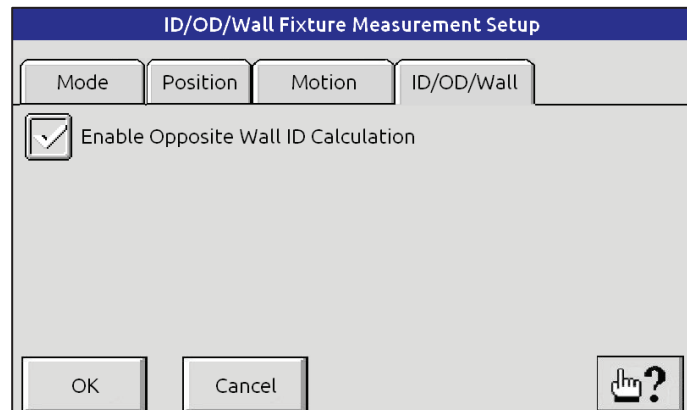 ID/OD/Wall Fixture Measurement Setup
Mode Position Motion ID/OD/Wall
Enable Opposite Wall ID Calculation
OK Cancel ?